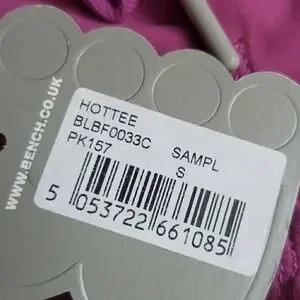 WWW.BENCH.CO.UK
HOTTEE
BLBF0033C SAMPL
PK157 S
5 053722 661085